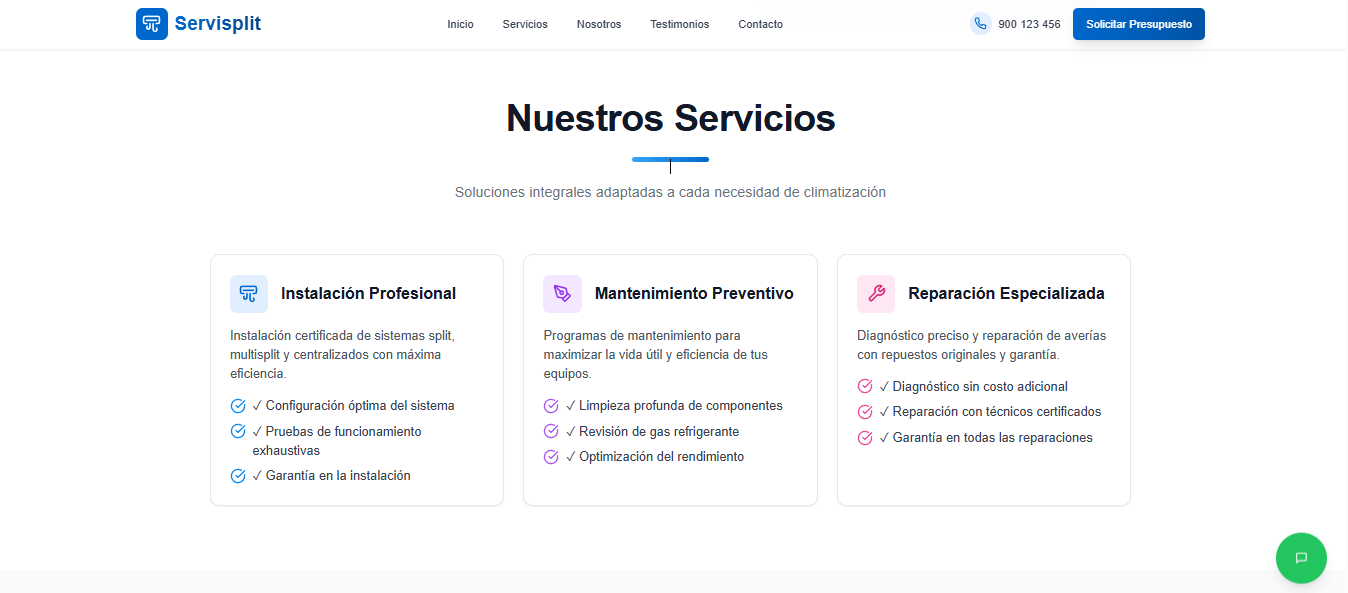 Servisplit
Inicio
Servicios
Nosotros
Testimonios
Contacto
900 123 456
Solicitar Presupuesto
Nuestros Servicios
Soluciones integrales adaptadas a cada necesidad de climatización
Instalación Profesional
Instalación certificada de sistemas split,
multisplit y centralizados con máxima
eficiencia.
✓ Configuración óptima del sistema
✓ Pruebas de funcionamiento
exhaustivas
✓ Garantía en la instalación
Mantenimiento Preventivo
Programas de mantenimiento para
maximizar la vida útil y eficiencia de tus
equipos.
✓ Limpieza profunda de componentes
✓ Revisión de gas refrigerante
✓ Optimización del rendimiento
Reparación Especializada
Diagnóstico preciso y reparación de averías
con repuestos originales y garantía.
✓ Diagnóstico sin costo adicional
✓ Reparación con técnicos certificados
✓ Garantía en todas las reparaciones